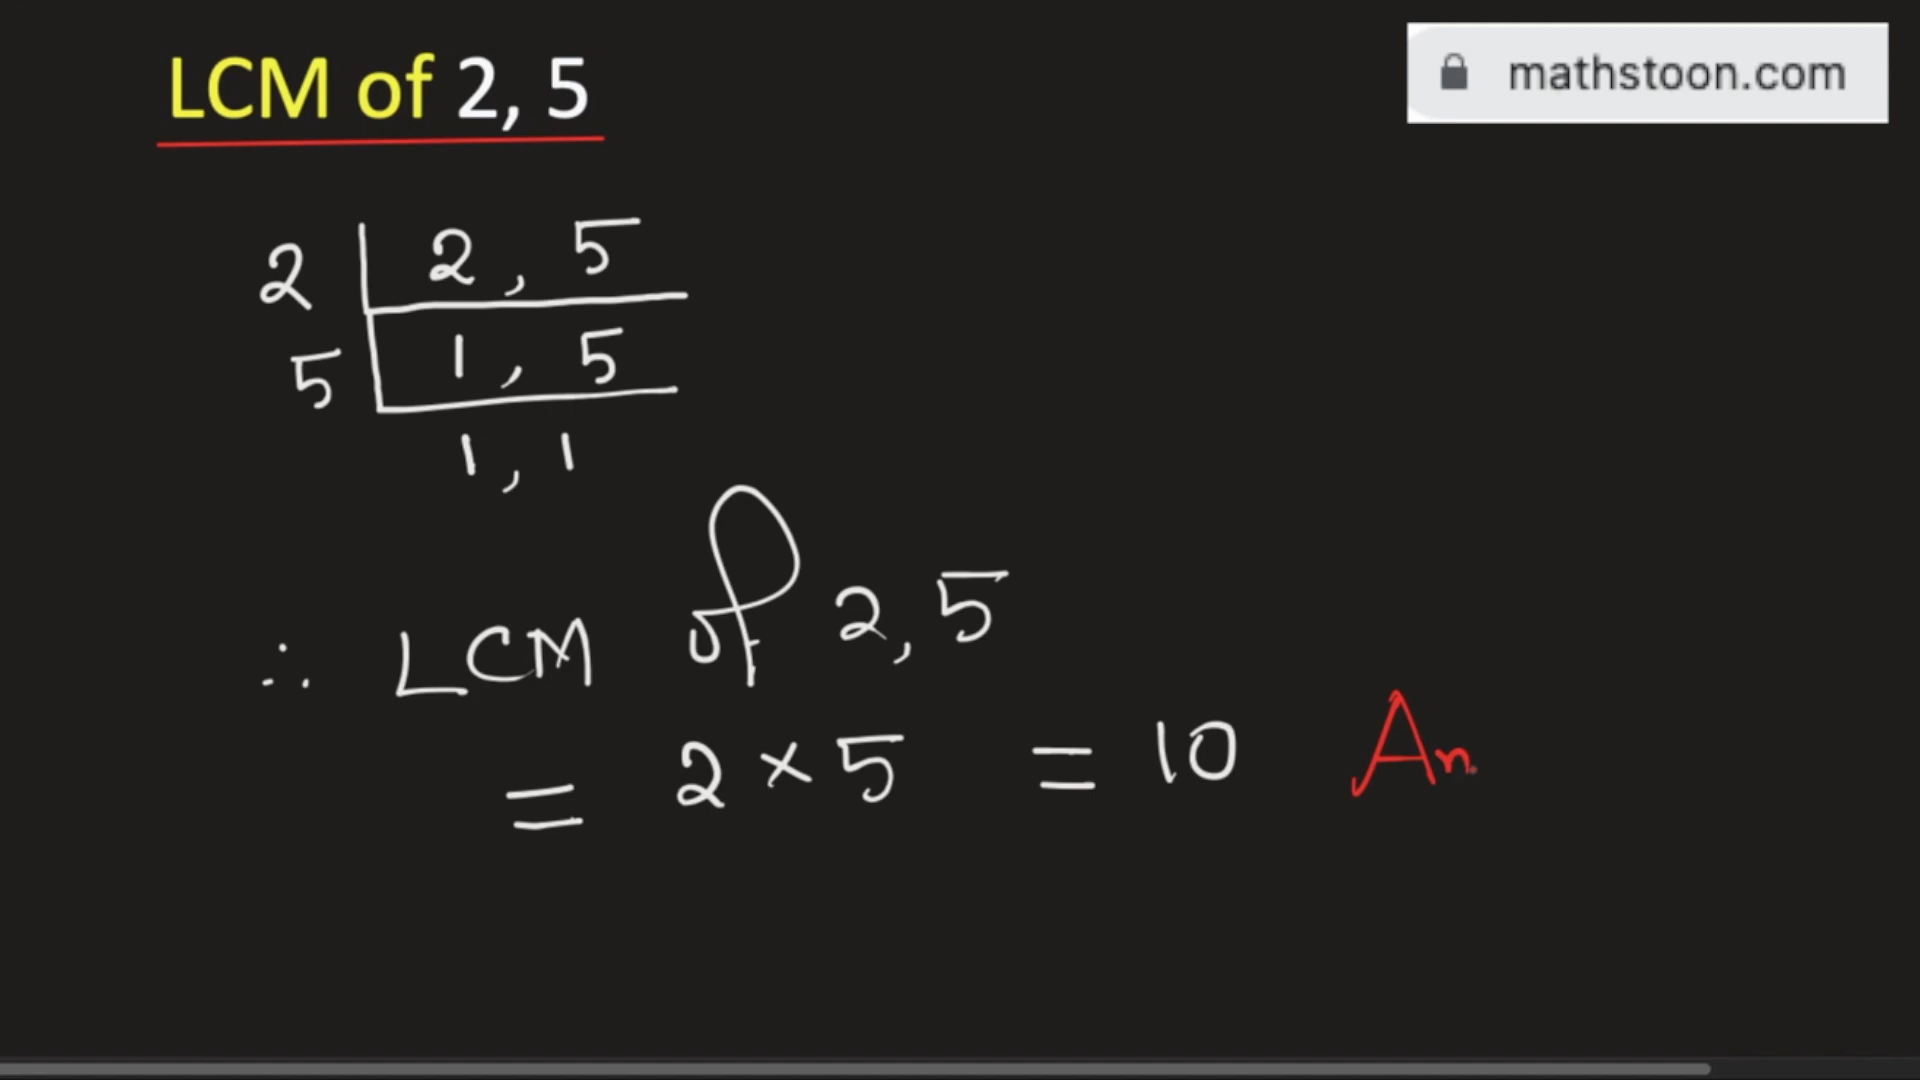 LCM of 2, 5
mathstoon.com
2 | 2, 5
5 | 1, 5
1, 1
∴ LCM of 2, 5
= 2 × 5 = 10 An.